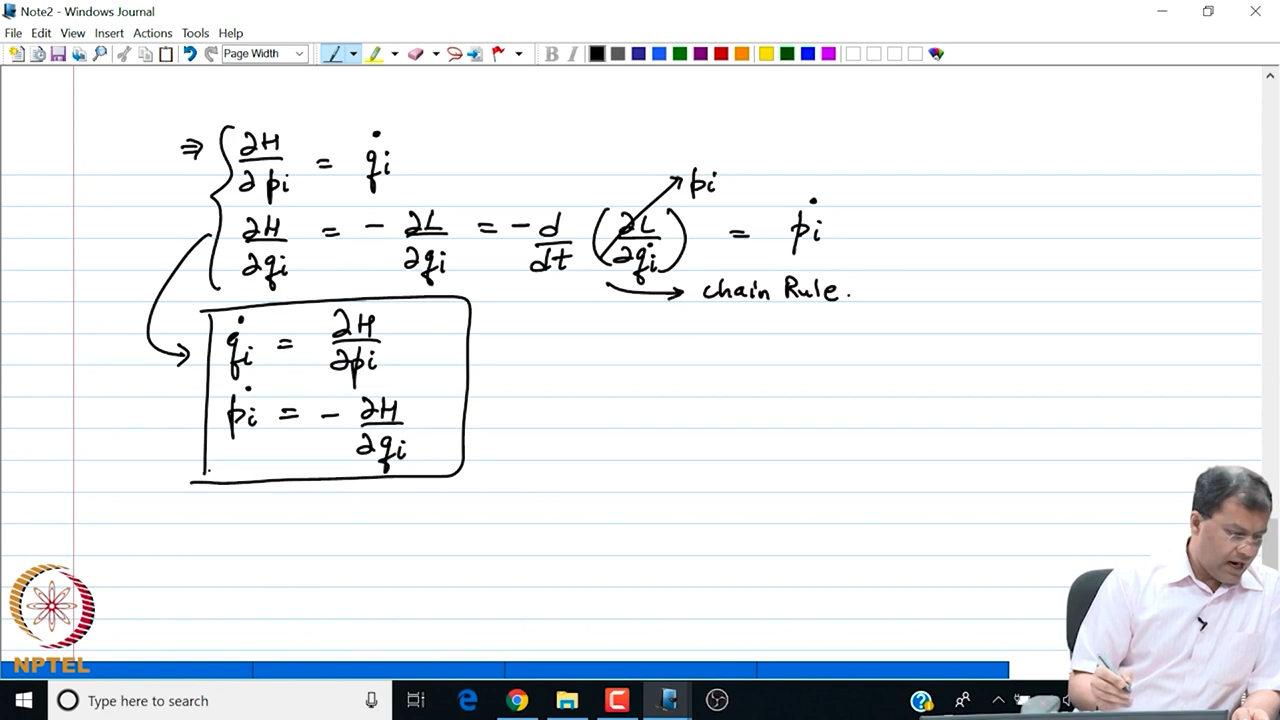 Note2 - Windows Journal
File Edit View Insert Actions Tools Help
Page Width B I
⇒ { ∂H/∂pi = q̇i
∂H/∂qi = - ∂L/∂qi = - d/dt (∂L/∂q̇i) = ṗi
pi
chain Rule.
q̇i = ∂H/∂pi
ṗi = - ∂H/∂qi
NPTEL
Type here to search